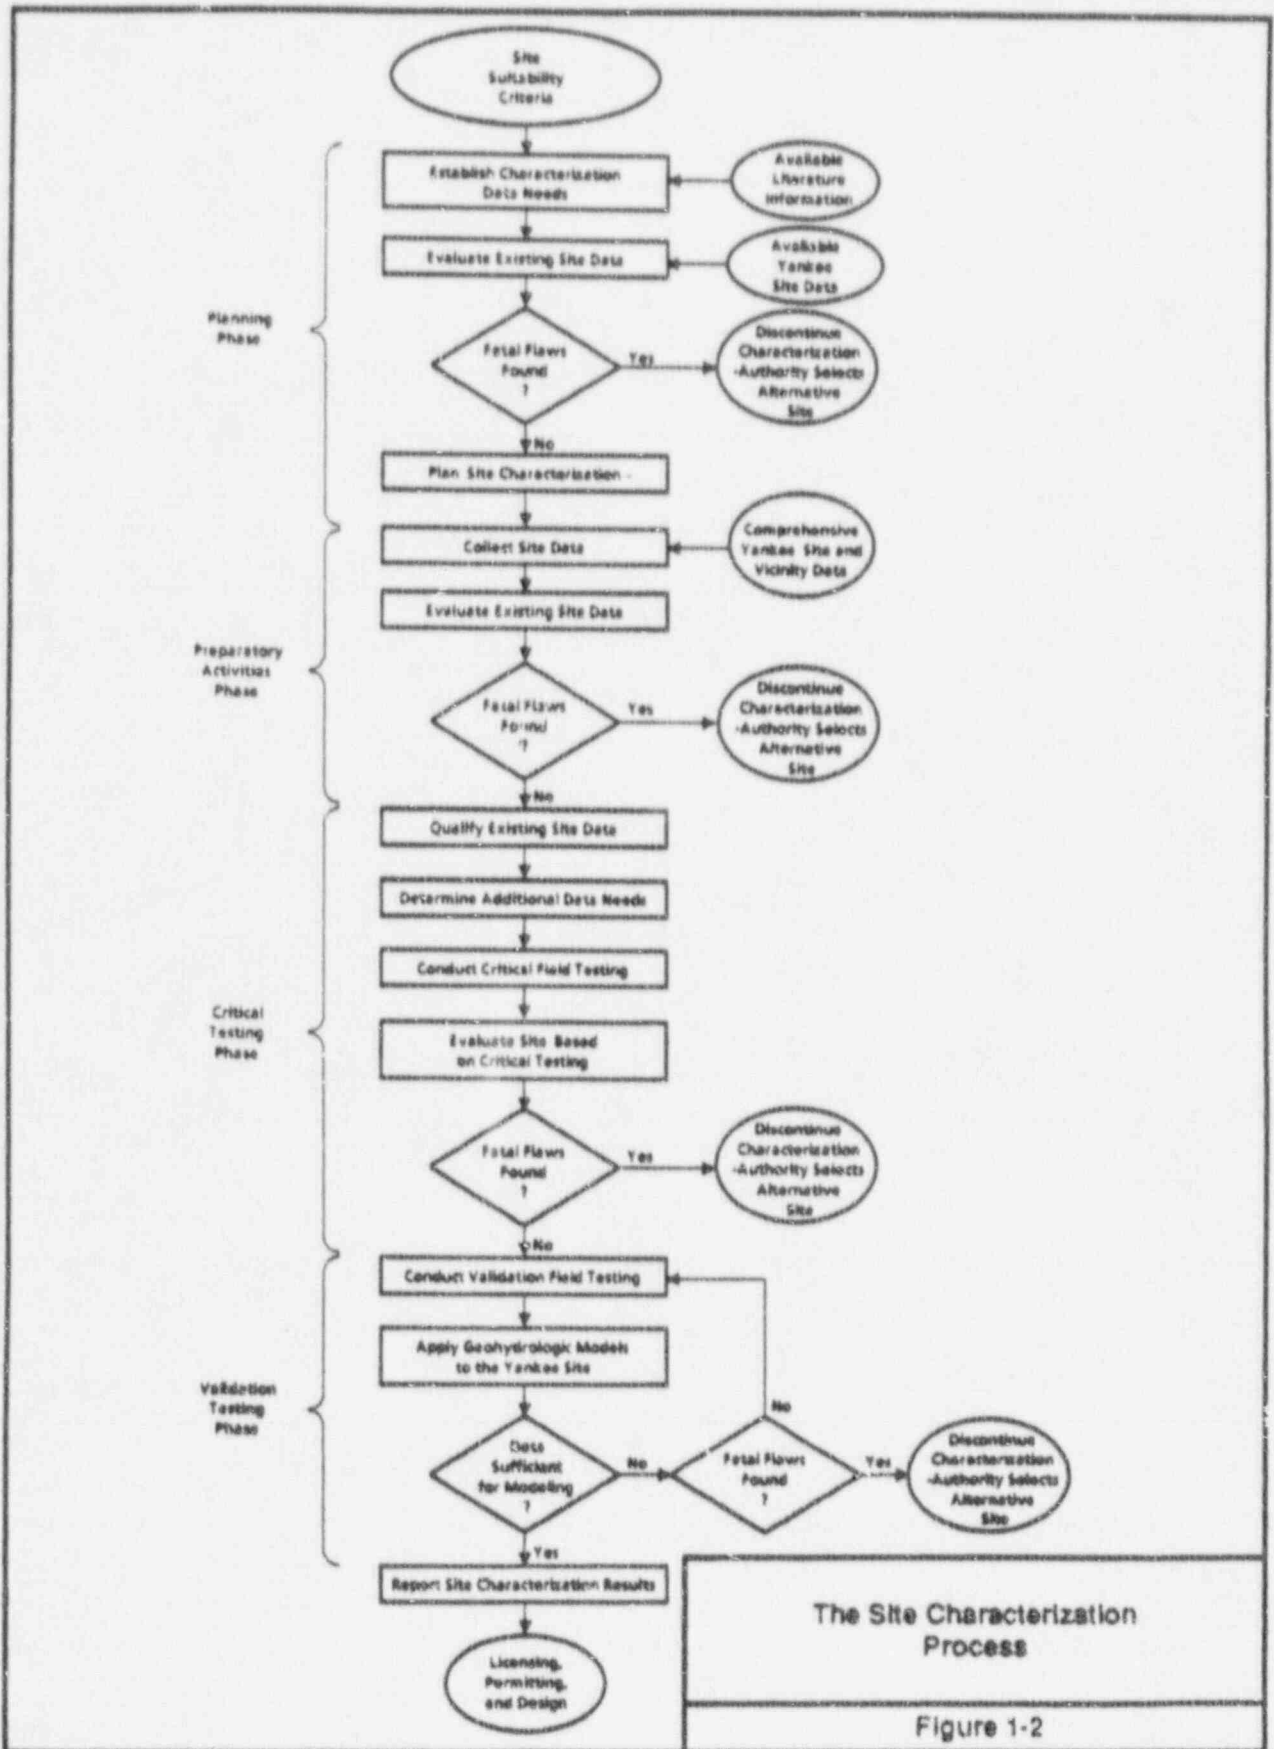 Site
Suitability
Criteria
Establish Characterization
Data Needs
Available
Literature
Information
Evaluate Existing Site Data
Available
Yankee
Site Data
Planning
Phase
Fatal Flaws
Found
?
Yes
Discontinue
Characterization
-Authority Selects
Alternative
Site
No
Plan Site Characterization
Collect Site Data
Comprehensive
Yankee Site and
Vicinity Data
Evaluate Existing Site Data
Preparatory
Activities
Phase
Fatal Flaws
Found
?
Yes
Discontinue
Characterization
-Authority Selects
Alternative
Site
No
Qualify Existing Site Data
Determine Additional Data Needs
Conduct Critical Field Testing
Critical
Testing
Phase
Evaluate Site Based
on Critical Testing
Fatal Flaws
Found
?
Yes
Discontinue
Characterization
-Authority Selects
Alternative
Site
No
Conduct Validation Field Testing
Apply Geohydrologic Models
to the Yankee Site
Validation
Testing
Phase
Data
Sufficient
for Modeling
?
No
No
Fatal Flaws
Found
?
Yes
Discontinue
Characterization
-Authority Selects
Alternative
Site
Yes
Report Site Characterization Results
Licensing,
Permitting,
and Design
The Site Characterization
Process
Figure 1-2